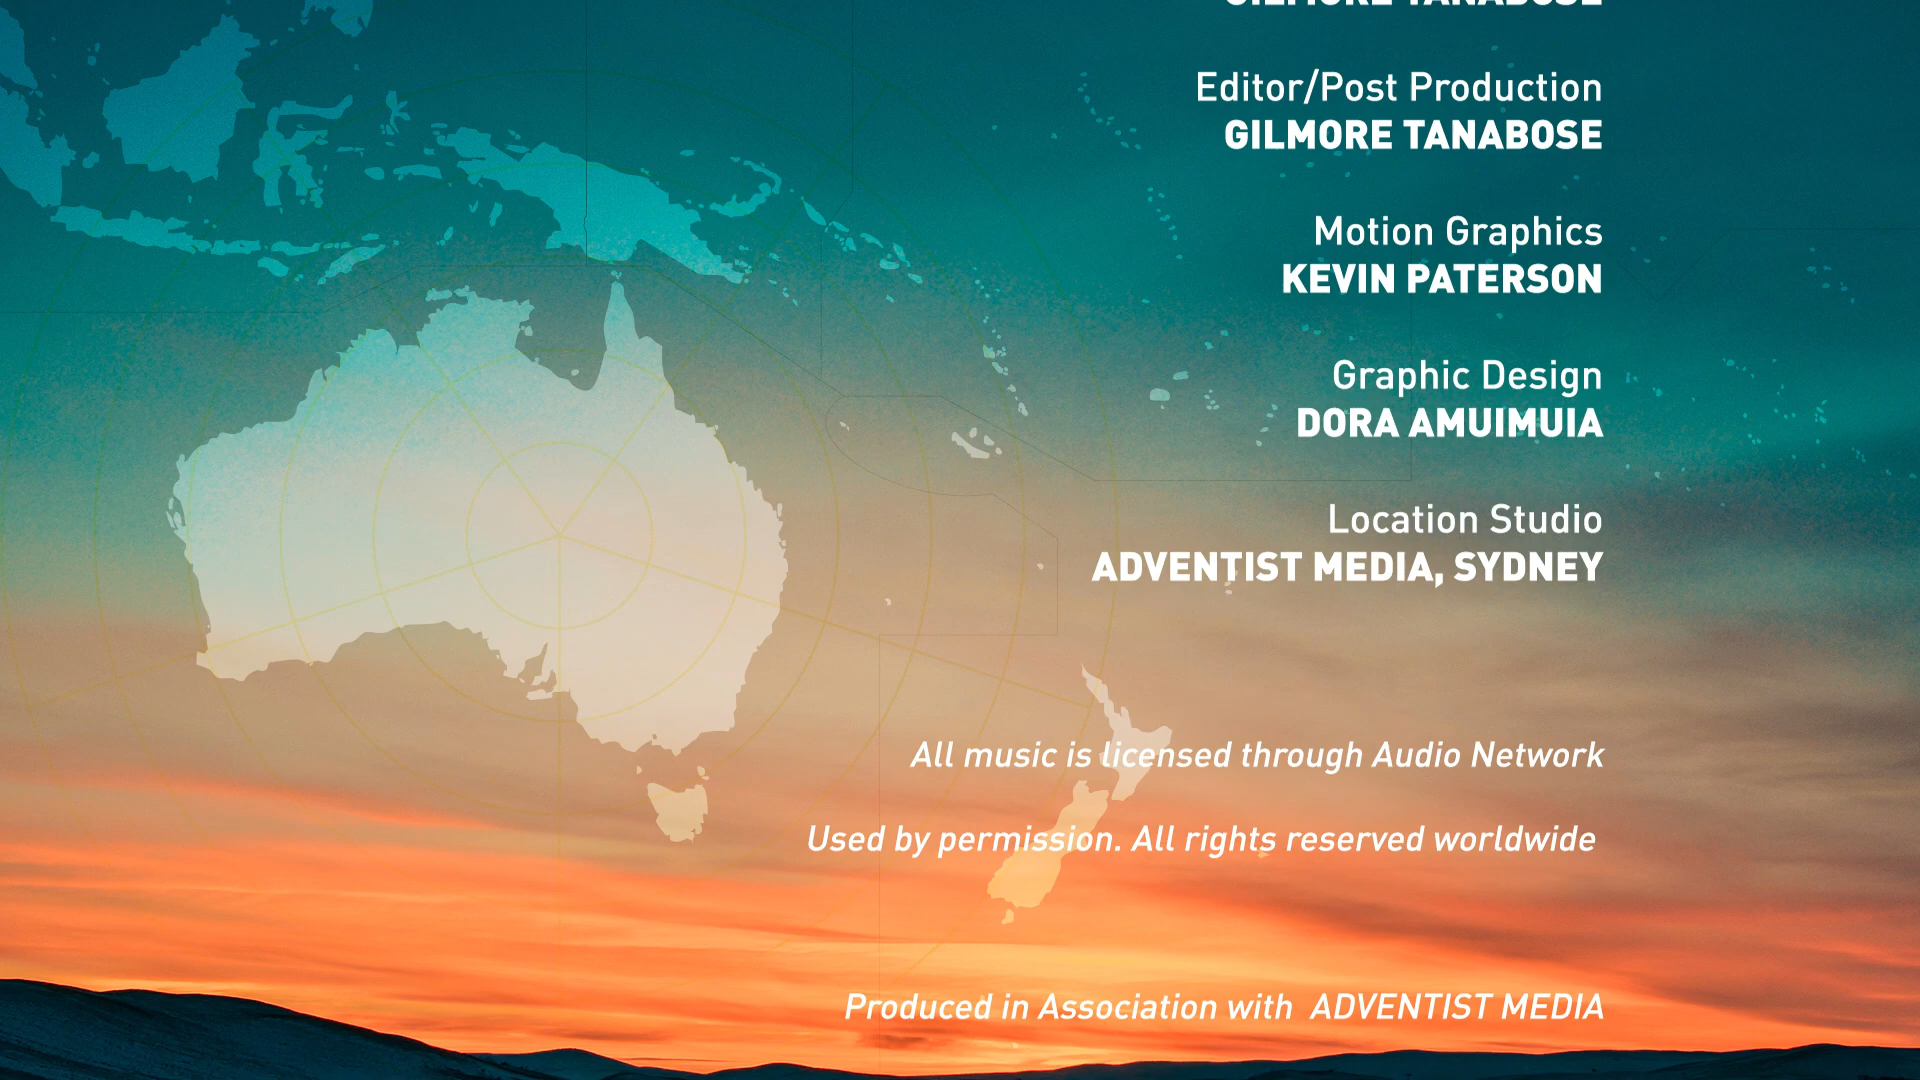 GILMORE TANABOSE
Editor/Post Production
GILMORE TANABOSE
Motion Graphics
KEVIN PATERSON
Graphic Design
DORA AMUIMUIA
Location Studio
ADVENTIST MEDIA, SYDNEY
All music is licensed through Audio Network
Used by permission. All rights reserved worldwide
Produced in Association with ADVENTIST MEDIA